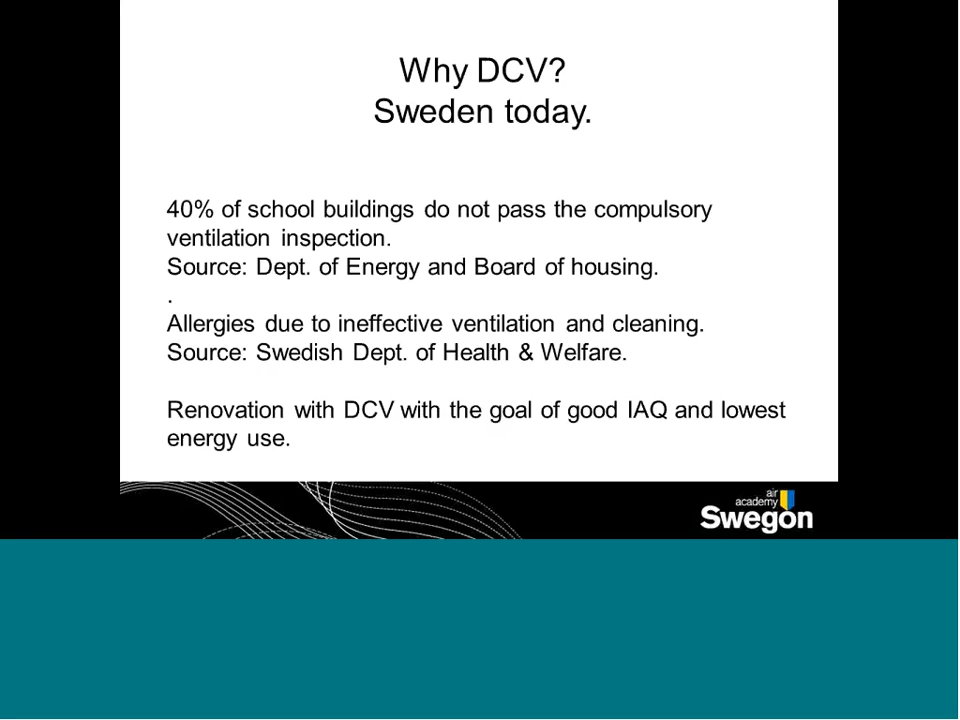 Why DCV?
Sweden today.
40% of school buildings do not pass the compulsory
ventilation inspection.
Source: Dept. of Energy and Board of housing.
.
Allergies due to ineffective ventilation and cleaning.
Source: Swedish Dept. of Health & Welfare.
Renovation with DCV with the goal of good IAQ and lowest
energy use.
air
academy
Swegon